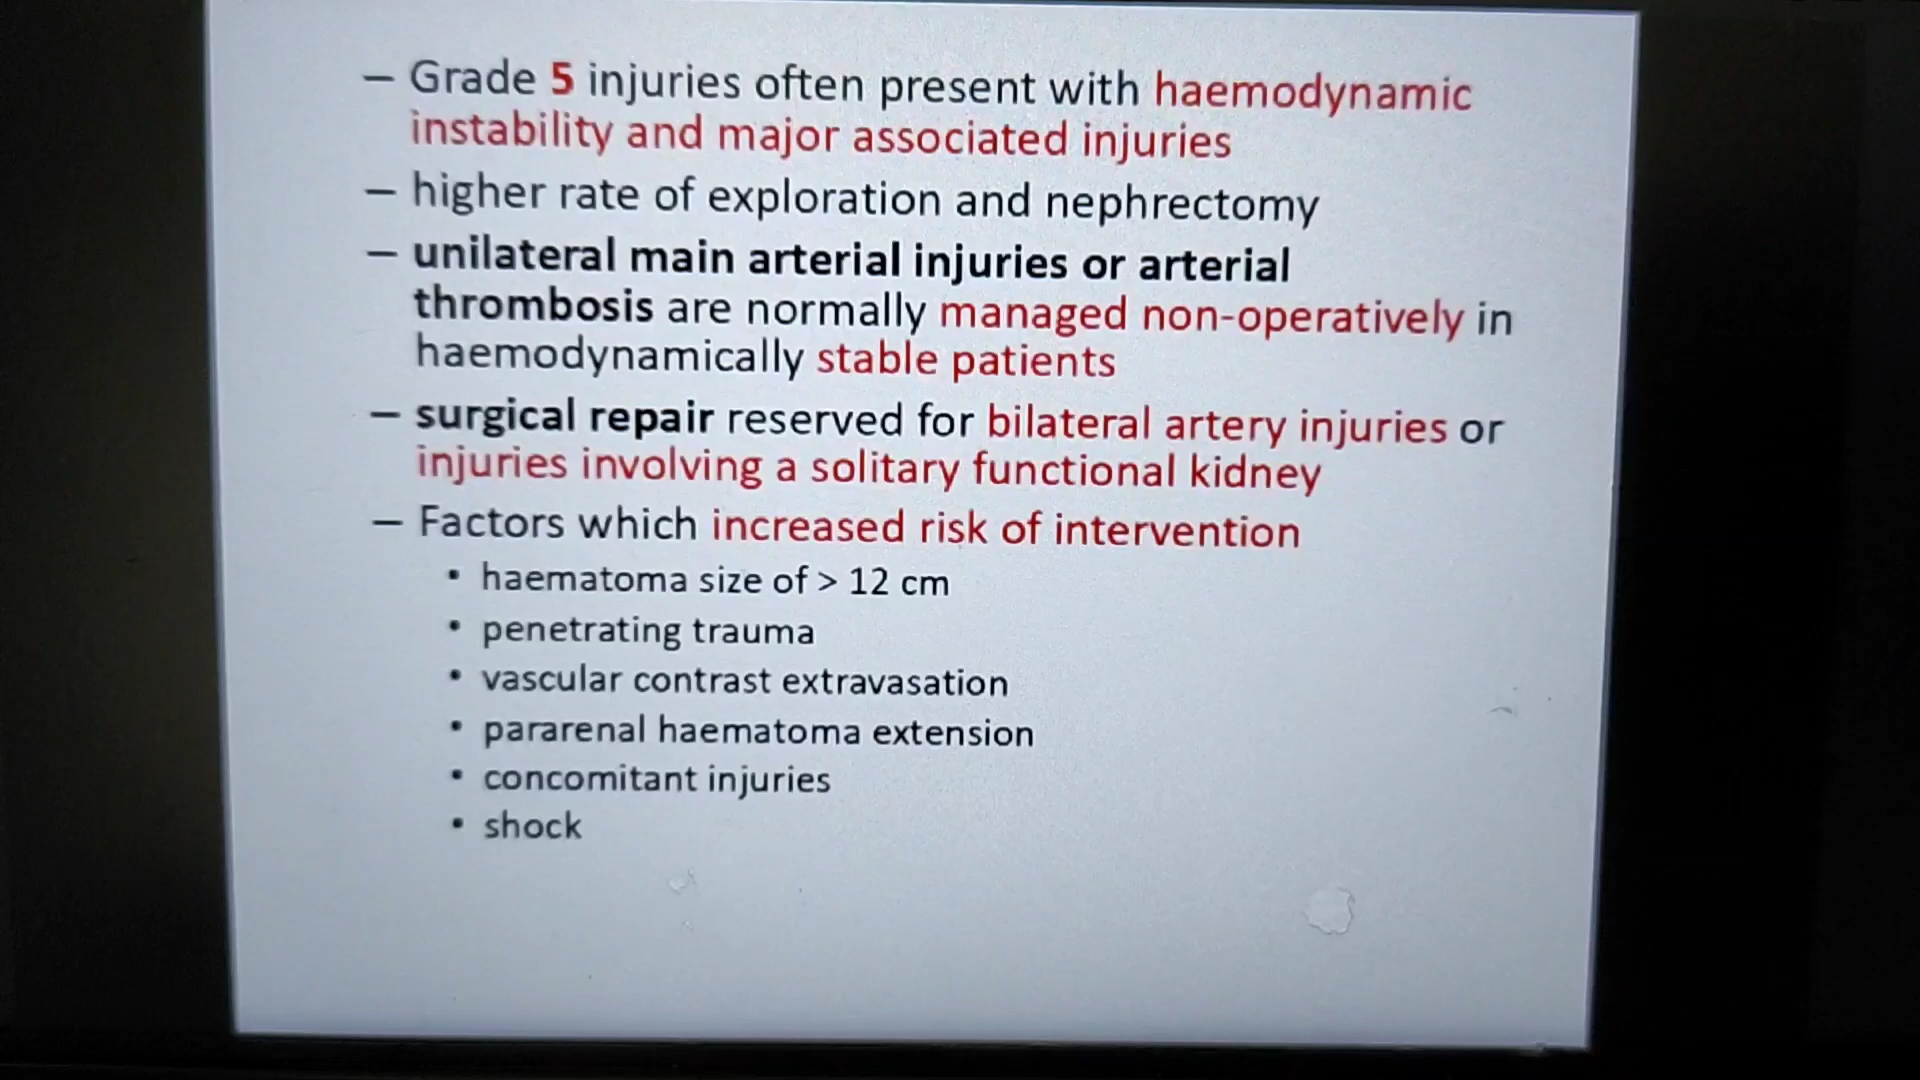 – Grade 5 injuries often present with haemodynamic
instability and major associated injuries
– higher rate of exploration and nephrectomy
– unilateral main arterial injuries or arterial
thrombosis are normally managed non-operatively in
haemodynamically stable patients
– surgical repair reserved for bilateral artery injuries or
injuries involving a solitary functional kidney
– Factors which increased risk of intervention
• haematoma size of > 12 cm
• penetrating trauma
• vascular contrast extravasation
• pararenal haematoma extension
• concomitant injuries
• shock